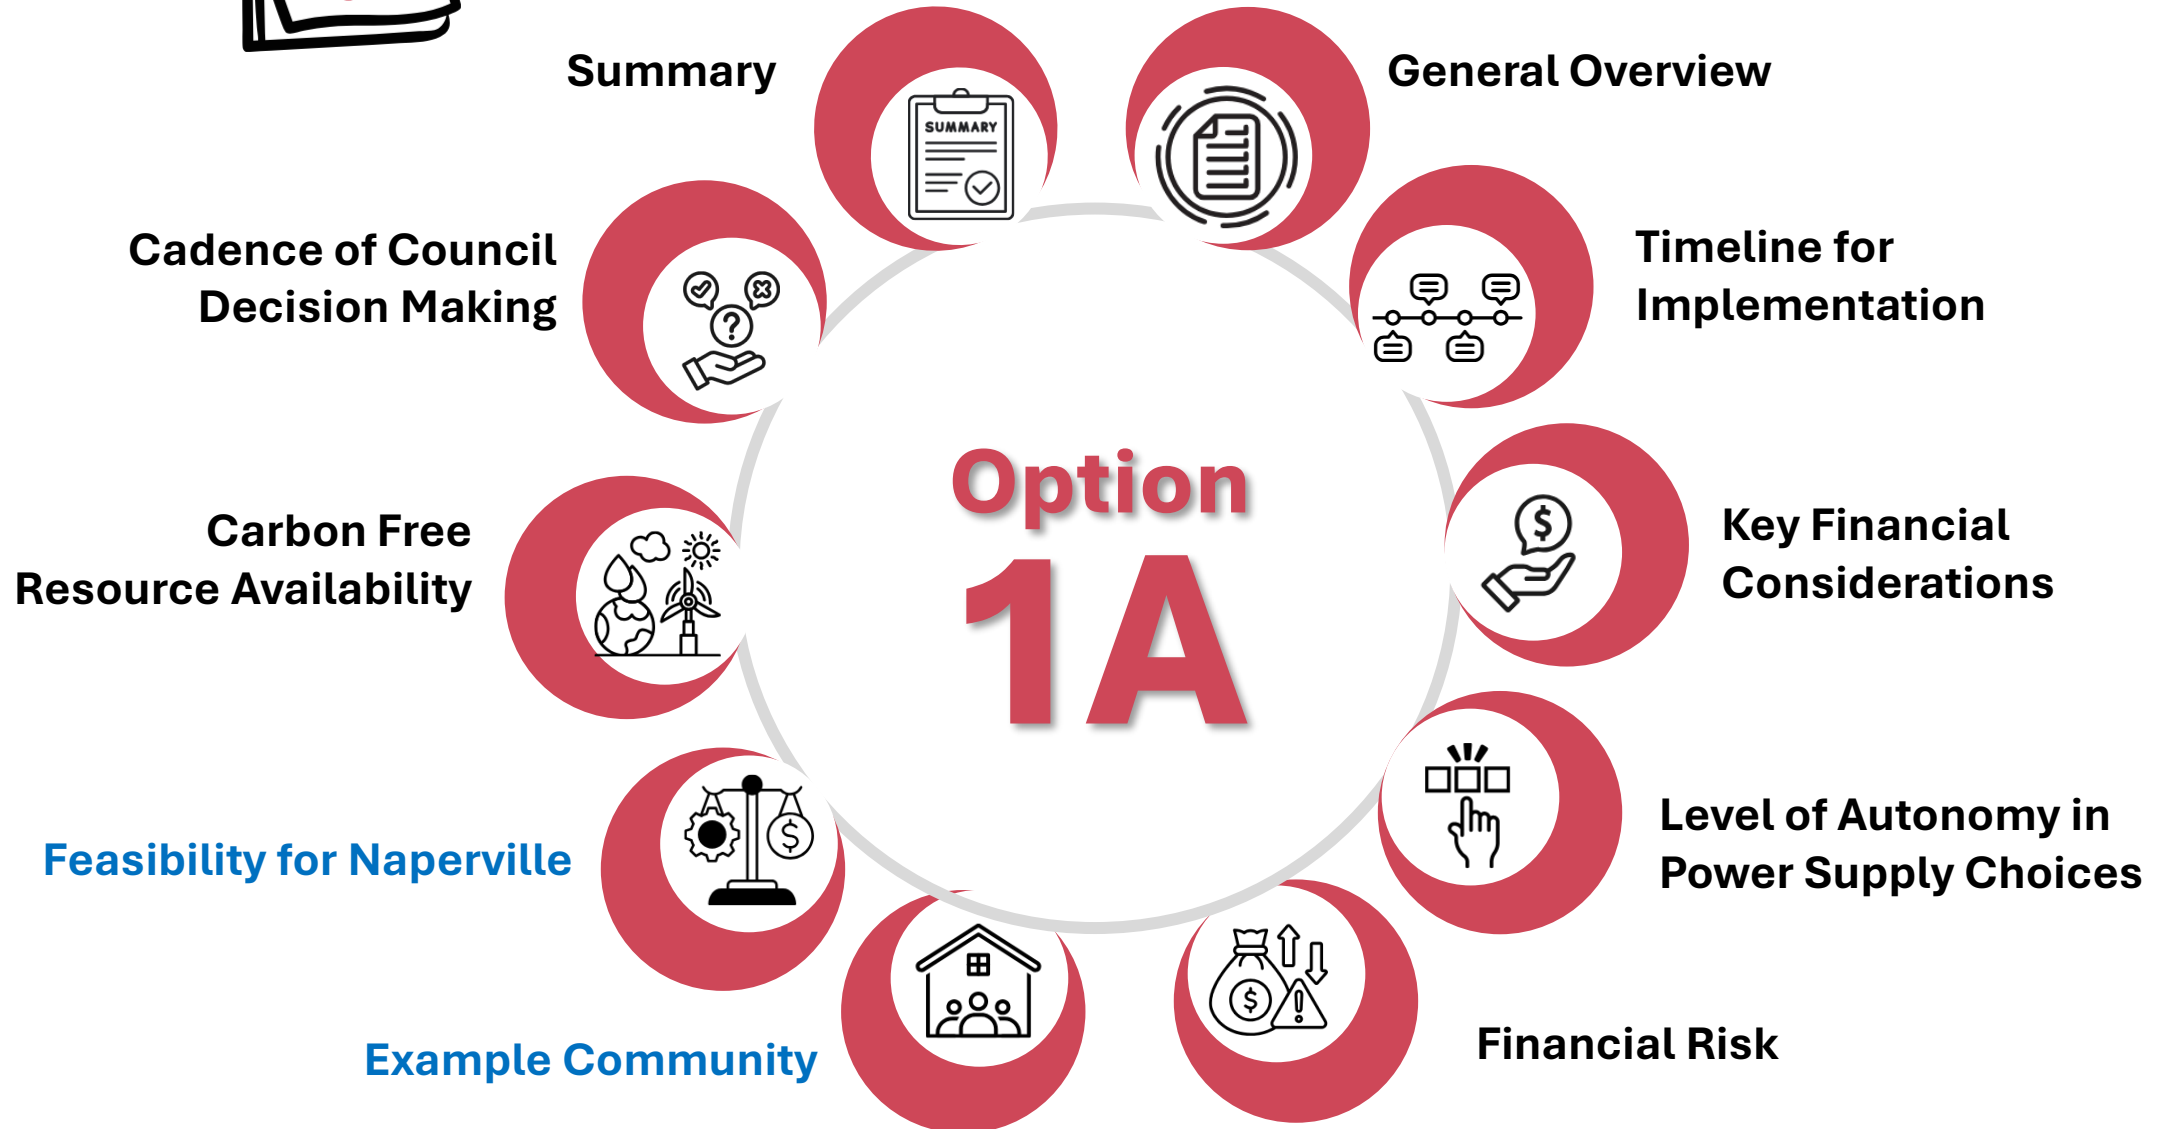 Summary
General Overview
SUMMARY
Cadence of Council
Decision Making
Timeline for
Implementation
?
Carbon Free
Resource Availability
Option
1A
$
Key Financial
Considerations
Feasibility for Naperville
$
Level of Autonomy in
Power Supply Choices
Example Community
$
!
Financial Risk